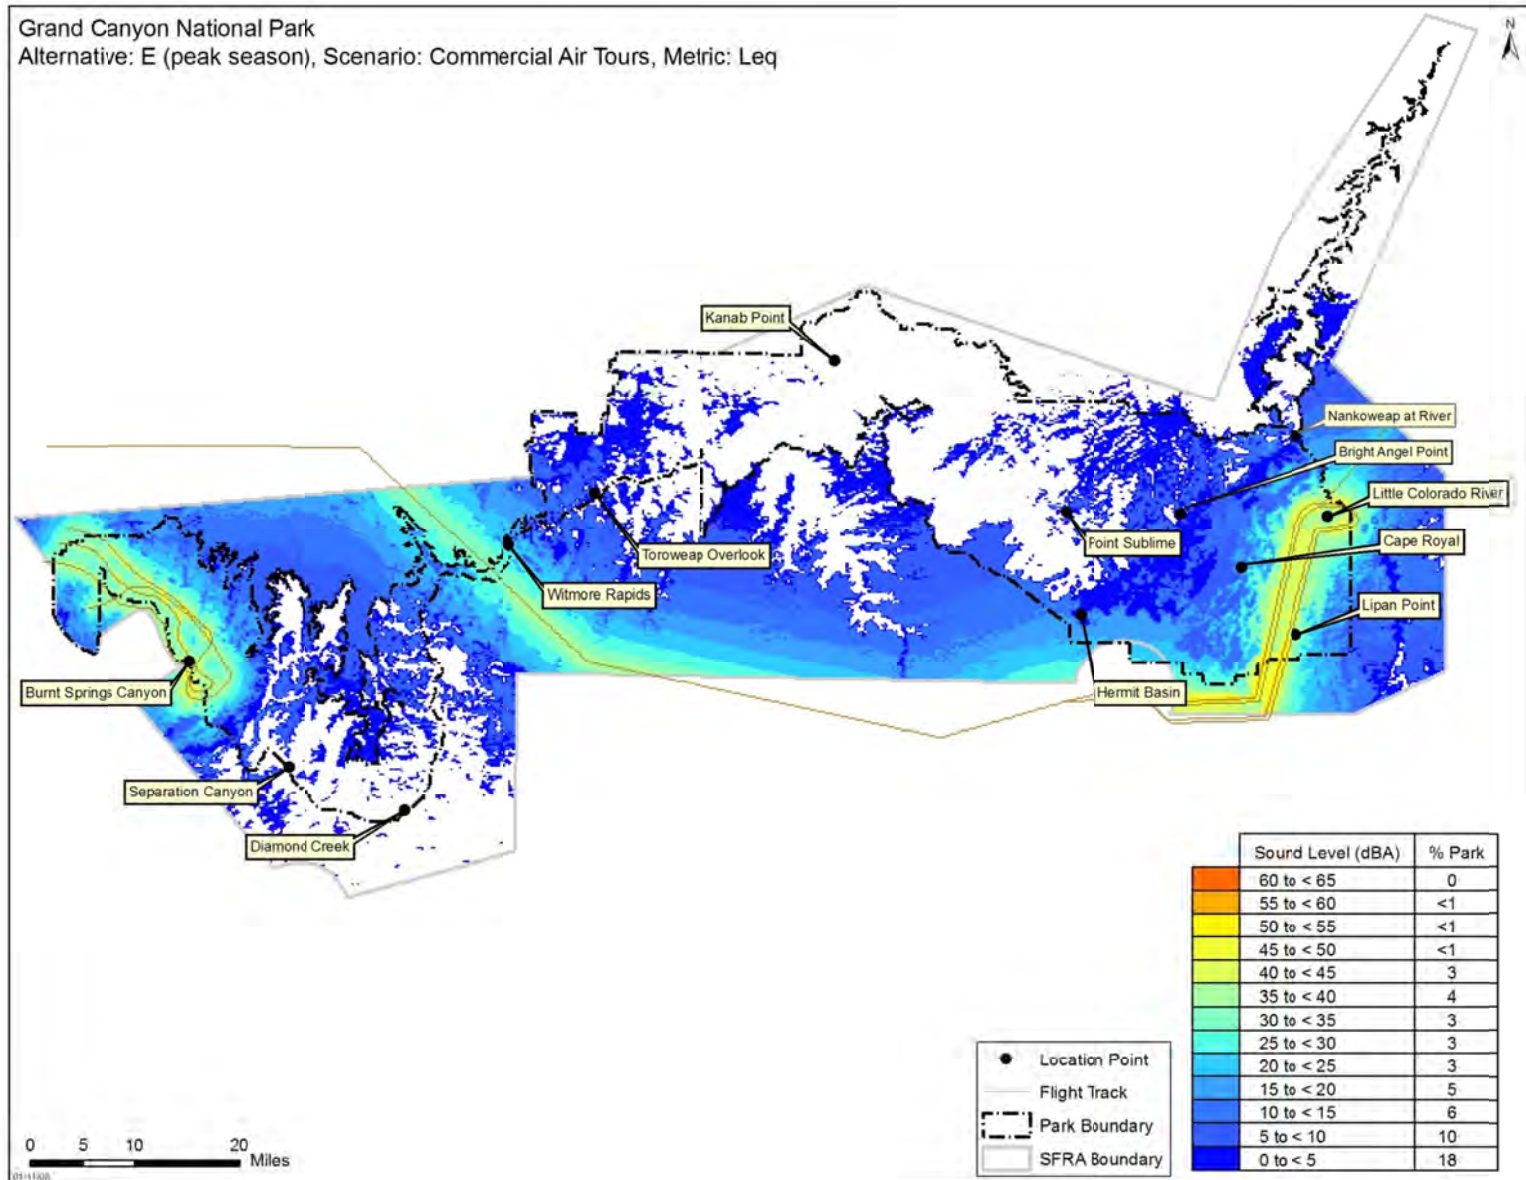 Grand Canyon National Park
Alternative: E (peak season), Scenario: Commercial Air Tours, Metric: Leq
N
Kanab Point
Nankoweap at River
Bright Angel Point
Little Colorado River
Point Sublime
Cape Royal
Toroweap Overlook
Witmore Rapids
Lipan Point
Burnt Springs Canyon
Hermit Basin
Separation Canyon
Diamond Creek
Sound Level (dBA) % Park
60 to < 65 0
55 to < 60 <1
50 to < 55 <1
45 to < 50 <1
40 to < 45 3
35 to < 40 4
30 to < 35 3
25 to < 30 3
20 to < 25 3
15 to < 20 5
10 to < 15 6
5 to < 10 10
0 to < 5 18
Location Point
Flight Track
Park Boundary
SFRA Boundary
0 5 10 20
Miles